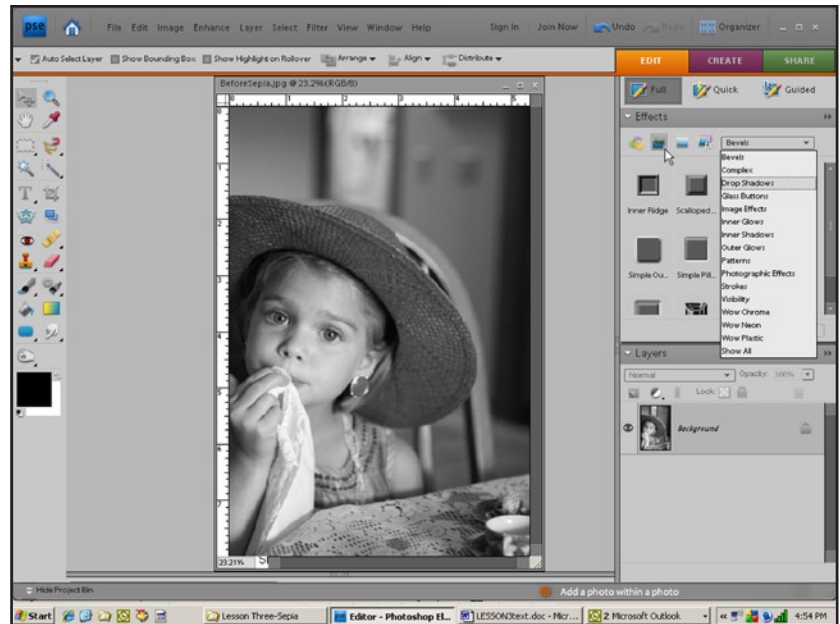 pse File Edit Image Enhance Layer Select Filter View Window Help Sign In Join Now Undo Redo Organizer
Auto Select Layer Show Bounding Box Show Highlight on Rollover Arrange Align Distribute
EDIT CREATE SHARE
Full Quick Guided
BeforeSepia.jpg @ 23.2%(RGB/8)
Effects
Bevels
Bevels
Complex
Drop Shadows
Glass Buttons
Image Effects
Inner Glows
Inner Shadows
Outer Glows
Patterns
Photographic Effects
Strokes
Visibility
Wow Chrome
Wow Neon
Wow Plastic
Show All
Inner Ridge Scalloped...
Simple Ou... Simple Pill...
Layers
Normal Opacity: 100%
Lock:
Background
23.21%
Hide Project Bin
Add a photo within a photo
Start Lesson Three-Sepia Editor - Photoshop El... LESSON3text.doc - Micr... 2 Microsoft Outlook 4:54 PM